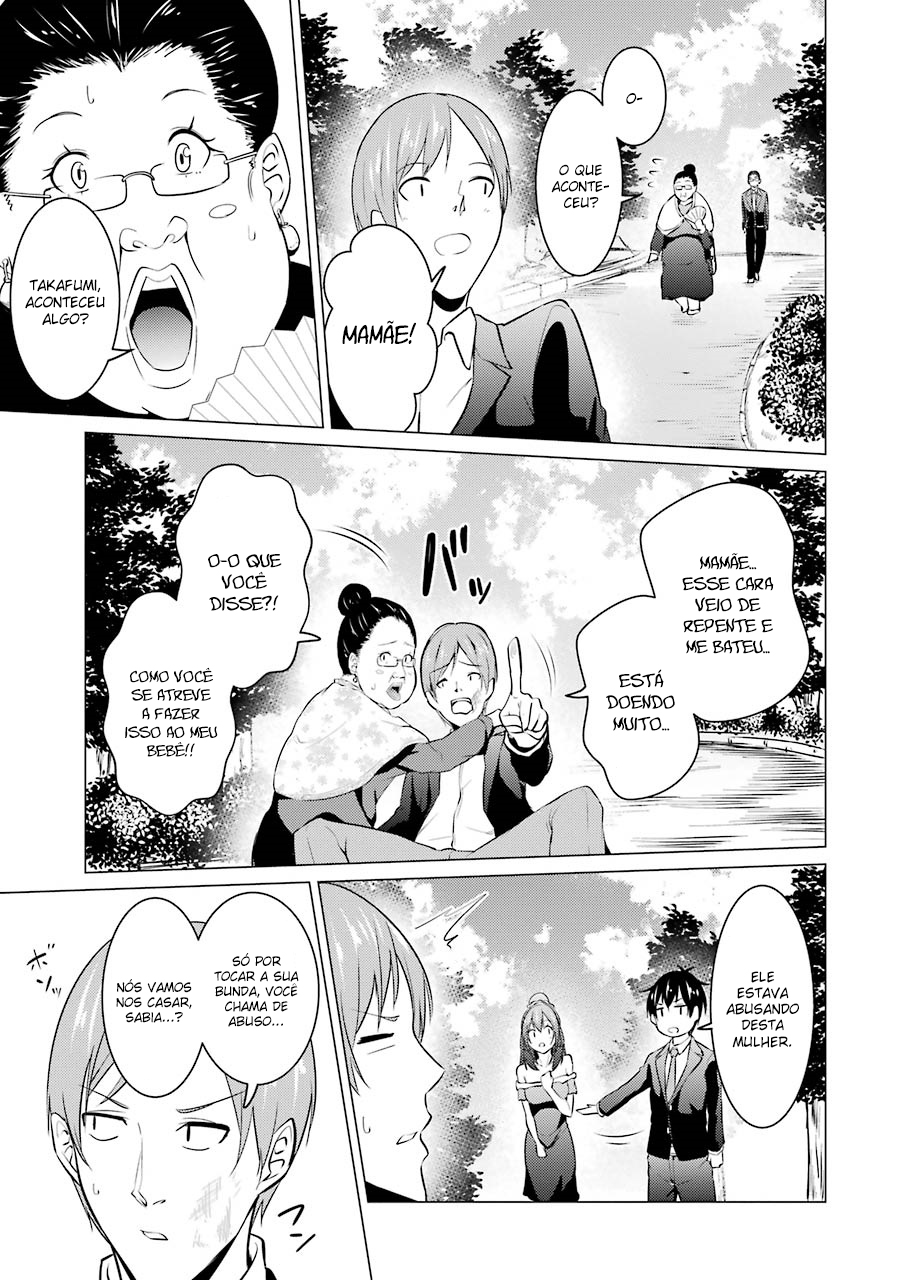 O-
O QUE
ACONTE-
CEU?
MAMÃE!
TAKAFUMI,
ACONTECEU
ALGO?
MAMÃE...
ESSE CARA
VEIO DE
REPENTE E
ME BATEU...
ESTÁ
DOENDO
MUITO...
バッ
O-O QUE
VOCÊ
DISSE?!
COMO VOCÊ
SE ATREVE
A FAZER
ISSO AO MEU
BEBÊ!!
ELE
ESTAVA
ABUSANDO
DESTA
MULHER.
SÓ POR
TOCAR A SUA
BUNDA, VOCÊ
CHAMA DE
ABUSO...
NÓS VAMOS
NOS CASAR,
SABIA...?